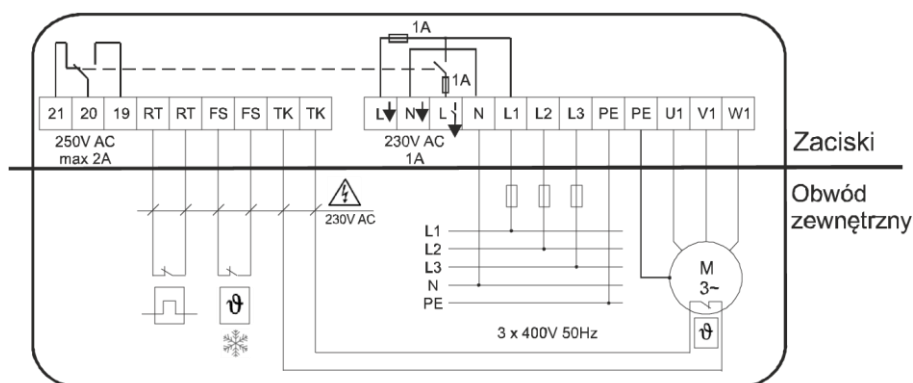 1A
1A
21 20 19 RT RT FS FS TK TK L N L N L1 L2 L3 PE PE U1 V1 W1
250V AC
max 2A
230V AC
1A
Zaciski
Obwód
zewnętrzny
230V AC
L1
L2
L3
N
PE
M
3~
ϑ
ϑ
3 x 400V 50Hz